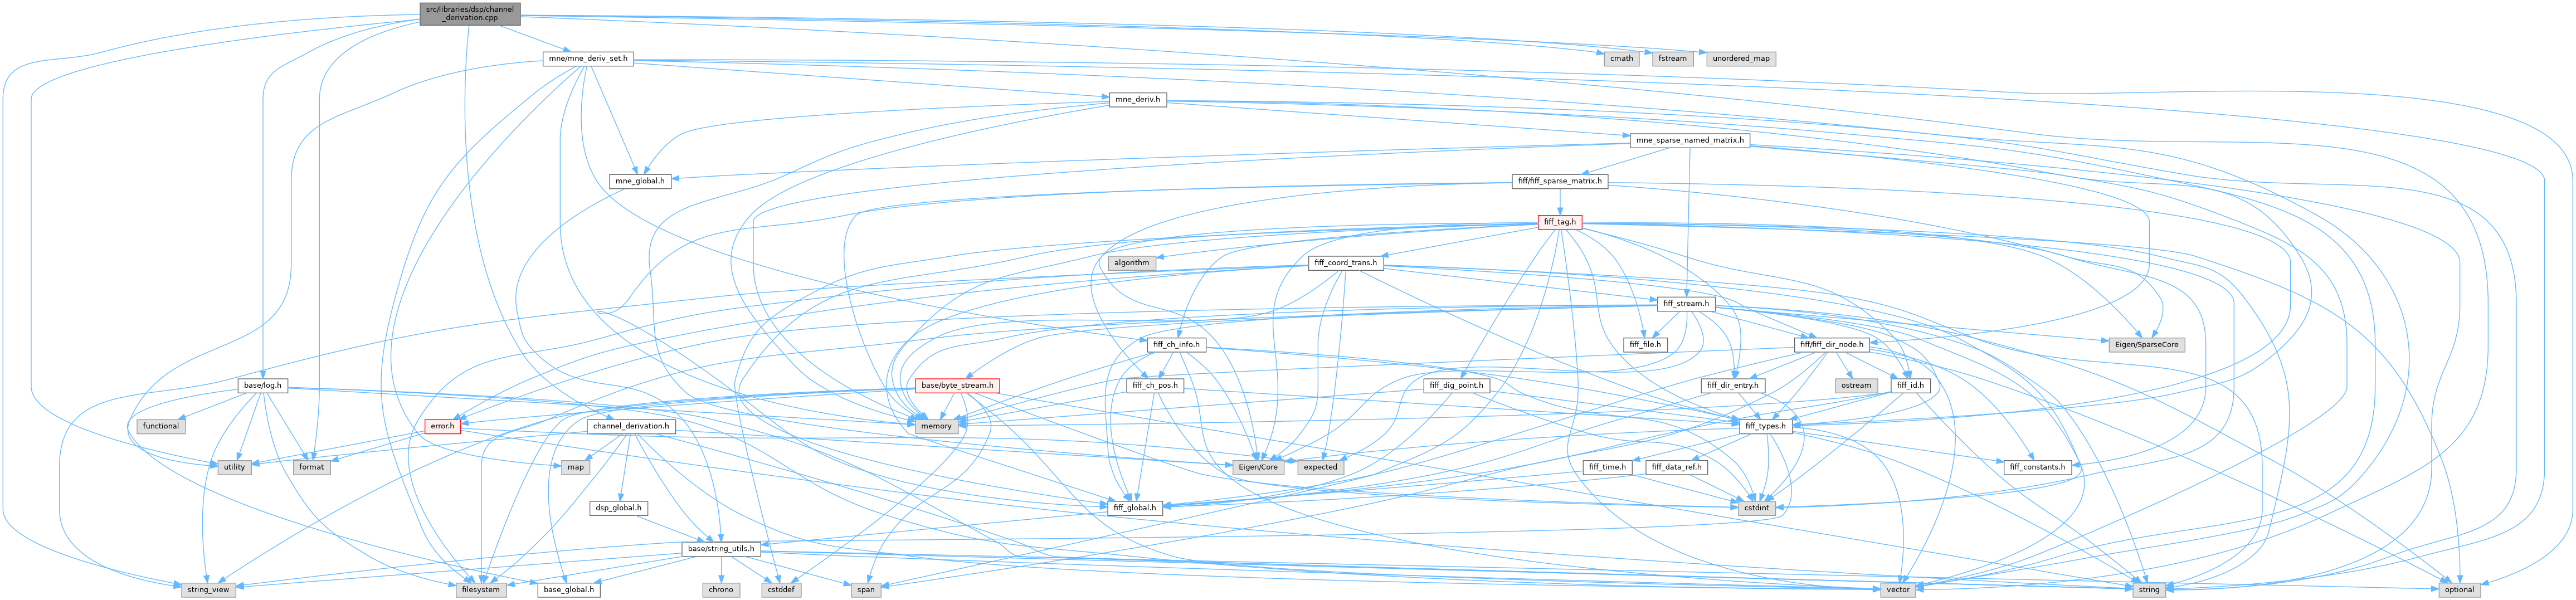 src/libraries/dsp/channel
_derivation.cpp
mne/mne_deriv_set.h
cmath
fstream
unordered_map
mne_deriv.h
mne_sparse_named_matrix.h
mne_global.h
fiff/fiff_sparse_matrix.h
fiff_tag.h
algorithm
fiff_coord_trans.h
fiff_stream.h
fiff_ch_info.h
fiff_file.h
fiff/fiff_dir_node.h
Eigen/SparseCore
base/log.h
base/byte_stream.h
fiff_ch_pos.h
fiff_dig_point.h
fiff_dir_entry.h
ostream
fiff_id.h
functional
error.h
channel_derivation.h
memory
fiff_types.h
utility
format
map
Eigen/Core
expected
fiff_time.h
fiff_data_ref.h
fiff_constants.h
dsp_global.h
fiff_global.h
cstdint
base/string_utils.h
string_view
filesystem
base_global.h
chrono
cstddef
span
vector
string
optional